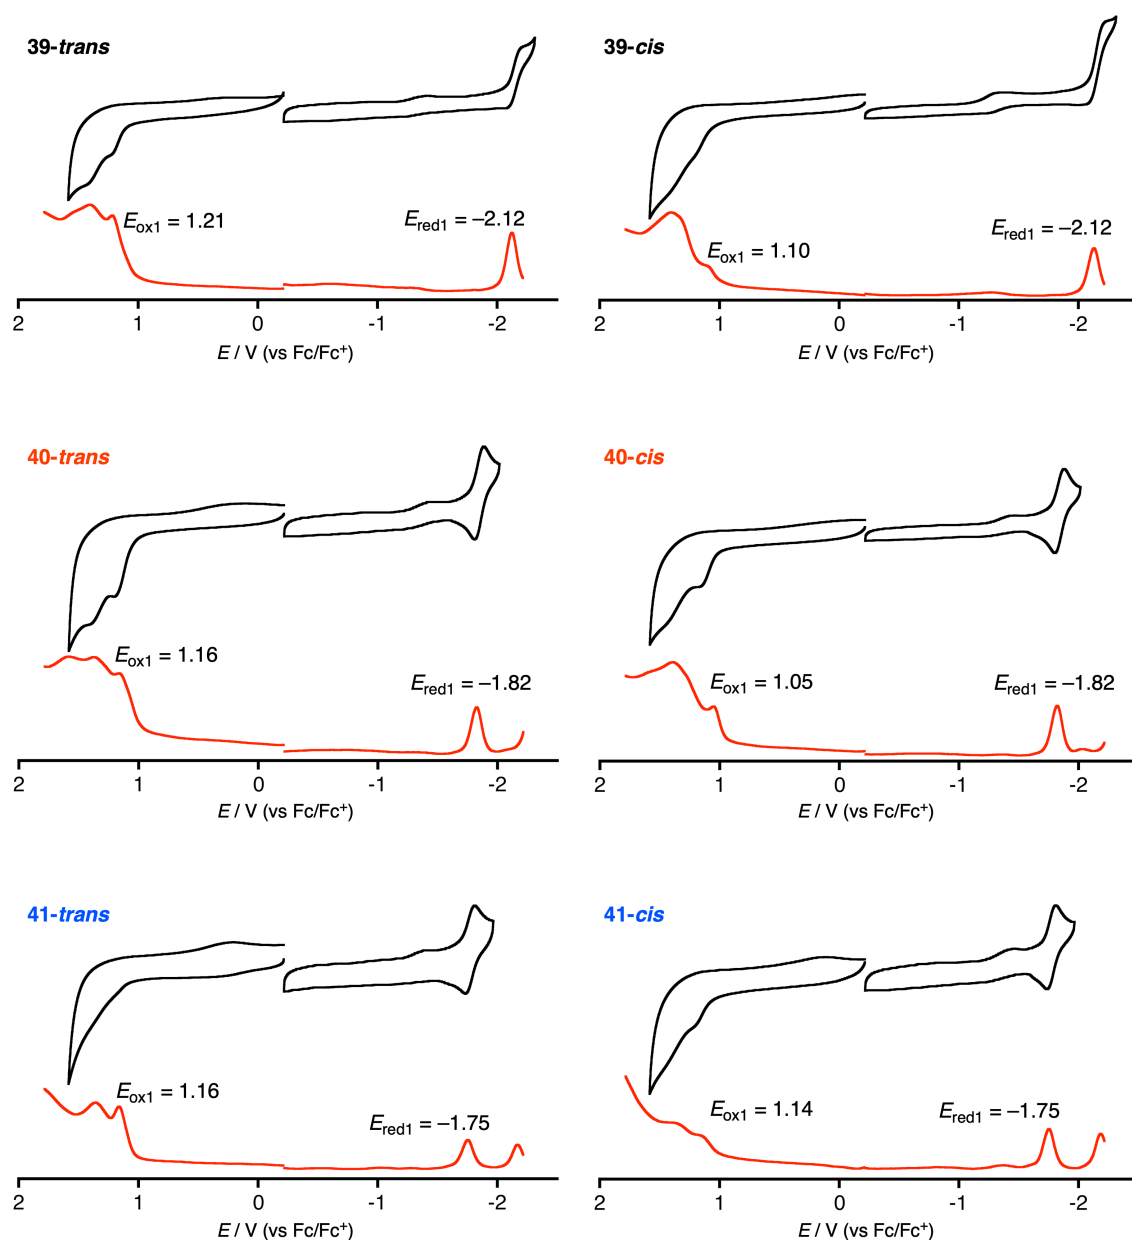 39-trans
39-cis
Eox1 = 1.21
Ered1 = –2.12
Eox1 = 1.10
Ered1 = –2.12
2 1 0 -1 -2
2 1 0 -1 -2
E / V (vs Fc/Fc+)
E / V (vs Fc/Fc+)
40-trans
40-cis
Eox1 = 1.16
Ered1 = –1.82
Eox1 = 1.05
Ered1 = –1.82
2 1 0 -1 -2
2 1 0 -1 -2
E / V (vs Fc/Fc+)
E / V (vs Fc/Fc+)
41-trans
41-cis
Eox1 = 1.16
Ered1 = –1.75
Eox1 = 1.14
Ered1 = –1.75
2 1 0 -1 -2
2 1 0 -1 -2
E / V (vs Fc/Fc+)
E / V (vs Fc/Fc+)